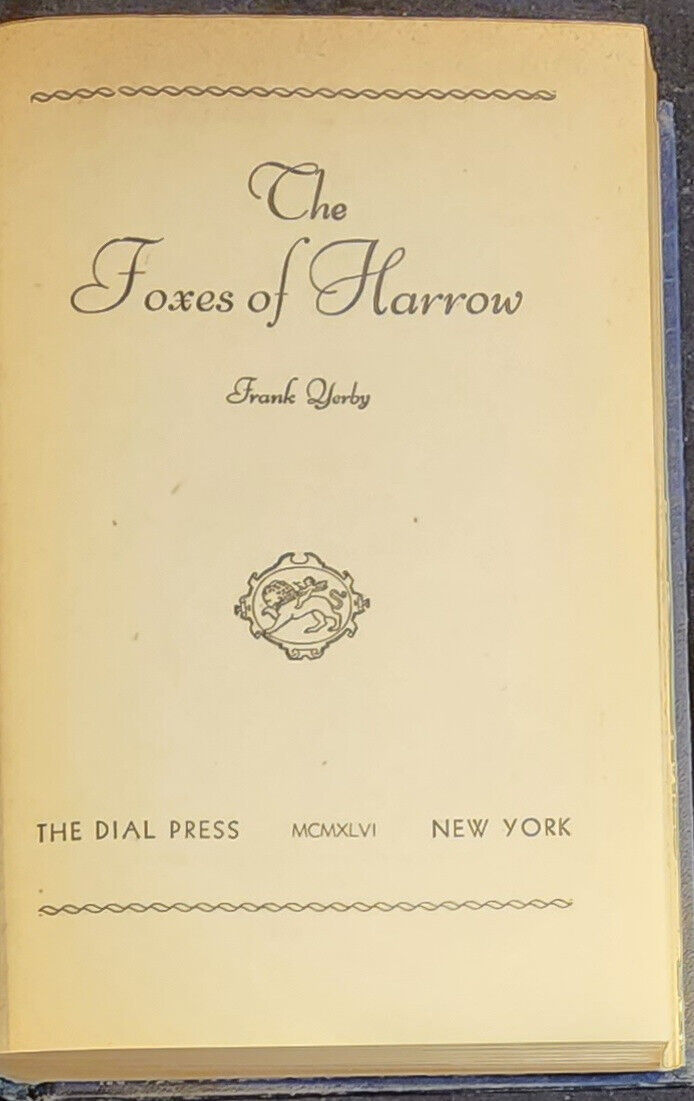 The
Foxes of Harrow
Frank Yerby
THE DIAL PRESS MCMXLVI NEW YORK